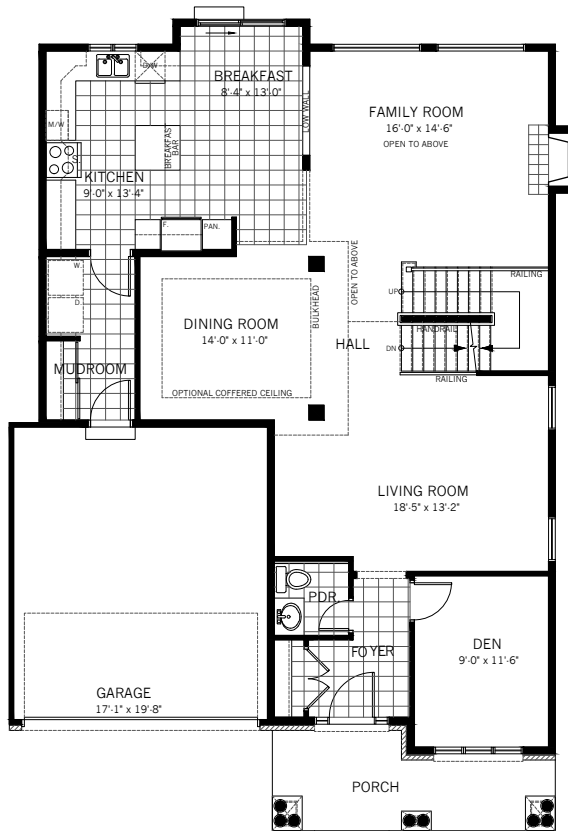 BREAKFAST
8'-4" x 13'-0"
D/W
M/W
S.
LOW WALL
FAMILY ROOM
16'-0" x 14'-6"
OPEN TO ABOVE
BREAKFAST
BAR
KITCHEN
9'-0" x 13'-4"
F.
PAN.
W.
D.
OPEN TO ABOVE
RAILING
UP
BULKHEAD
DINING ROOM
14'-0" x 11'-0"
HALL
HANDRAIL
DN
RAILING
MUDROOM
OPTIONAL COFFERED CEILING
LIVING ROOM
18'-5" x 13'-2"
PDR.
FOYER
DEN
9'-0" x 11'-6"
GARAGE
17'-1" x 19'-8"
PORCH